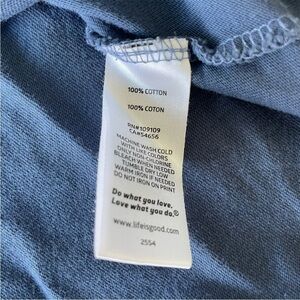 100% COTTON
100% COTON
RN#109109
CA#54656
MACHINE WASH COLD
WITH LIKE COLORS
ONLY NON-CHLORINE
BLEACH WHEN NEEDED
TUMBLE DRY LOW
WARM IRON IF NEEDED
DO NOT IRON ON PRINT
Do what you love.
Love what you do.®
www.lifeisgood.com
2554